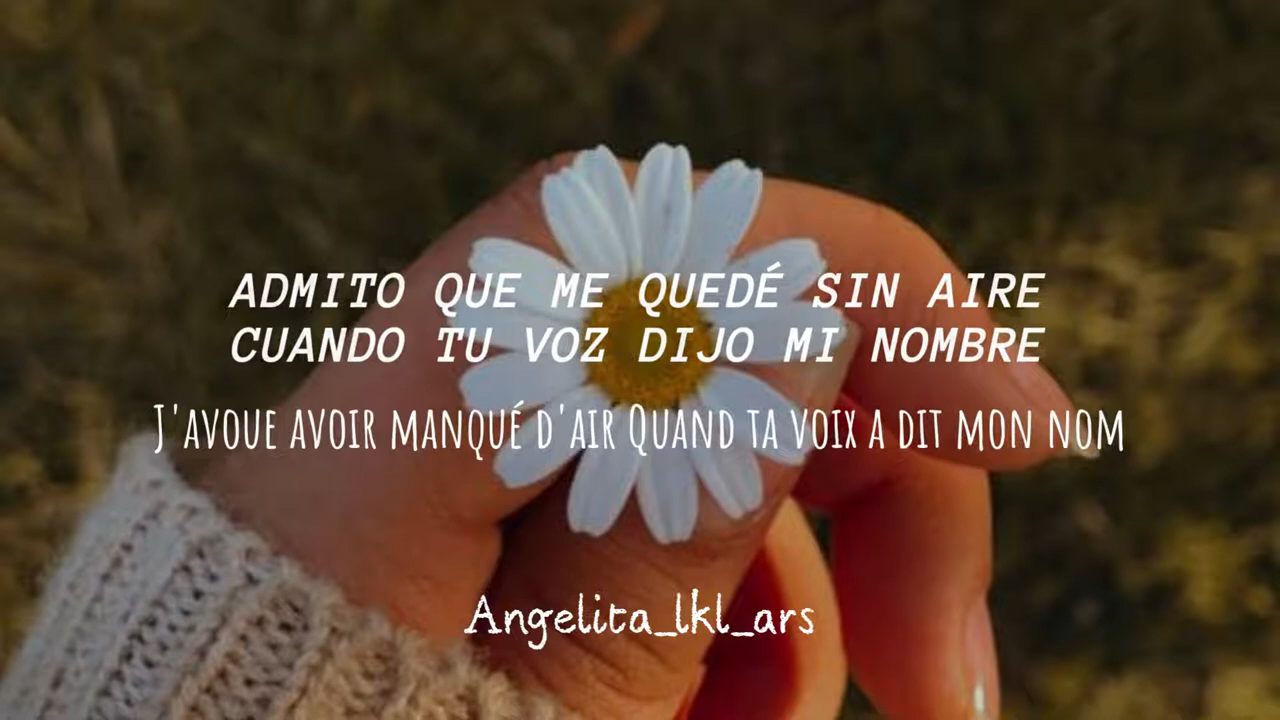 ADMITO QUE ME QUEDÉ SIN AIRE
CUANDO TU VOZ DIJO MI NOMBRE
J'avoue avoir manqué d'air Quand ta voix a dit mon nom
Angelita_lkl_ars